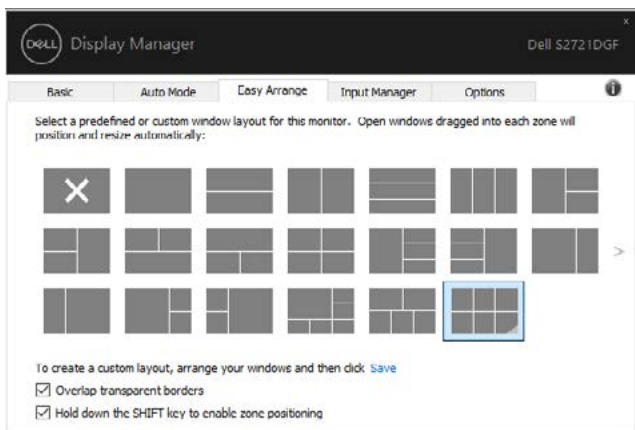 DELL Display Manager
Dell S2721DGF
Basic Auto Mode Easy Arrange Input Manager Options
Select a predefined or custom window layout for this monitor. Open windows dragged into each zone will
position and resize automatically:
To create a custom layout, arrange your windows and then click Save
Overlap transparent borders
Hold down the SHIFT key to enable zone positioning